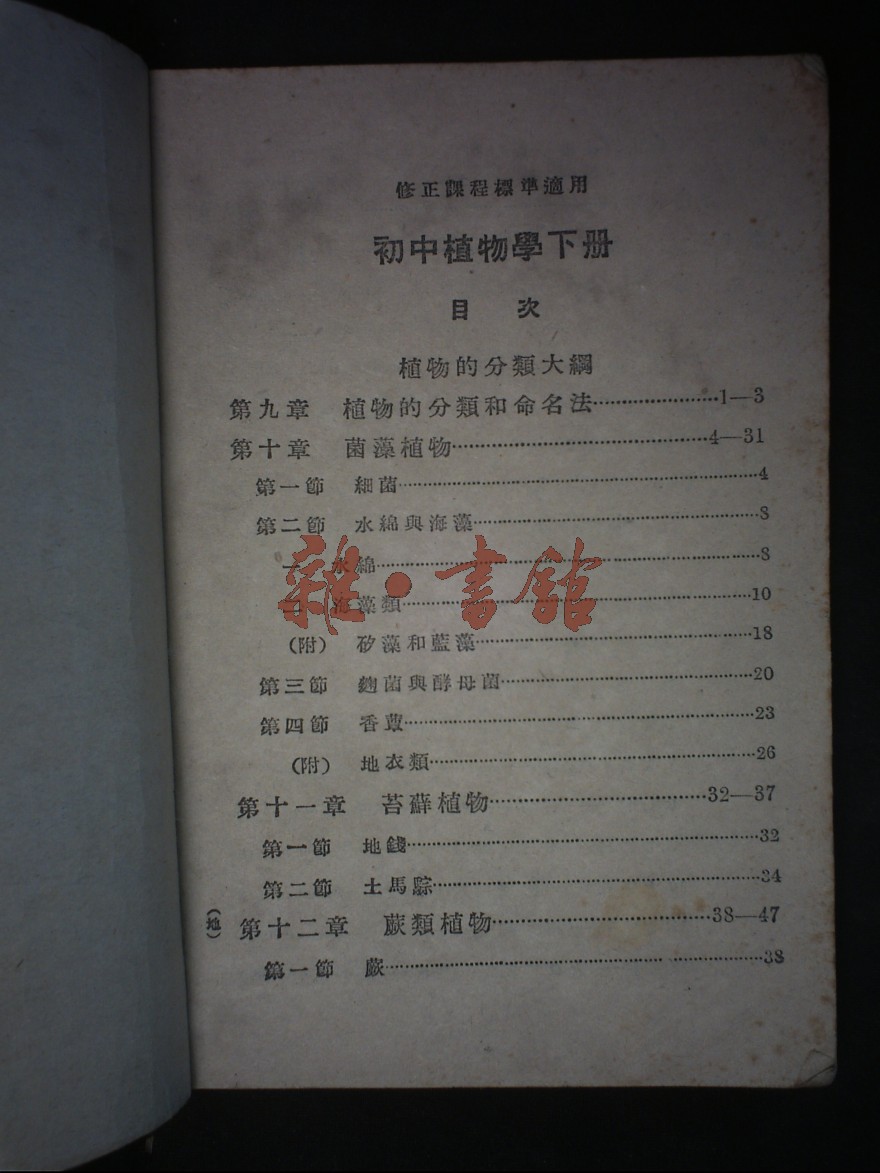 修正課程標準適用
初中植物學下册
目 次
植物的分類大綱
第九章 植物的分類和命名法……………………1—3
第十章 菌藻植物……………………4—31
第一節 細菌……………………4
第二節 水綿與海藻……………………8
一 水綿……………………8
二 海藻類……………………10
(附) 矽藻和藍藻……………………18
第三節 麴菌與酵母菌……………………20
第四節 香蕈……………………23
(附) 地衣類……………………26
第十一章 苔蘚植物……………………32—37
第一節 地錢……………………32
第二節 土馬騌……………………34
第十二章 蕨類植物……………………38—47
第一節 蕨……………………38
(地)
雜·書館